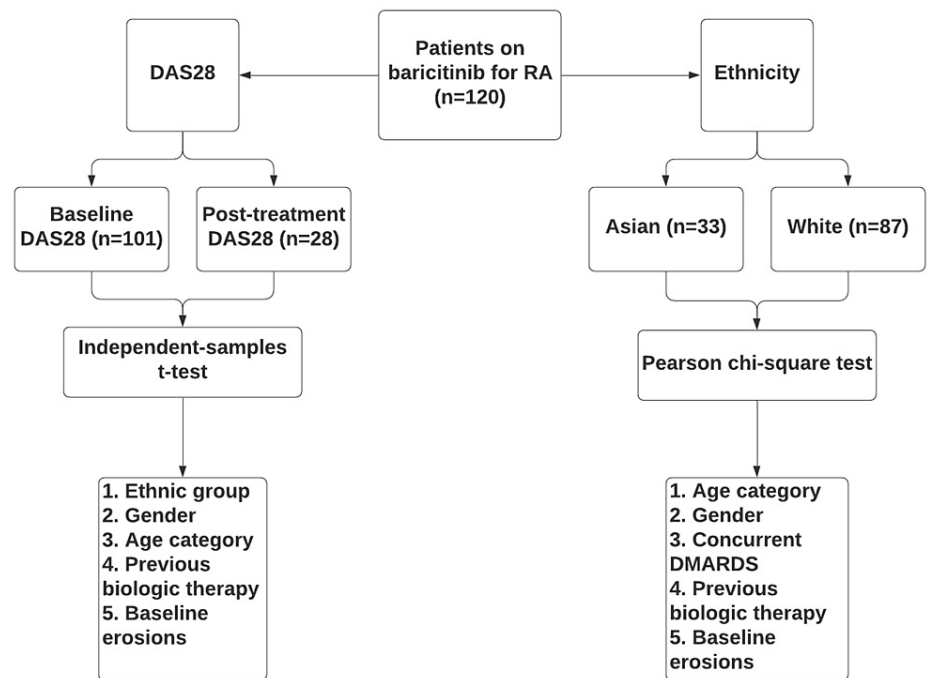 Patients on
baricitinib for RA
(n=120)
DAS28
Ethnicity
Baseline
DAS28 (n=101)
Post-treatment
DAS28 (n=28)
Asian (n=33)
White (n=87)
Independent-samples
t-test
Pearson chi-square test
1. Ethnic group
2. Gender
3. Age category
4. Previous
biologic therapy
5. Baseline
erosions
1. Age category
2. Gender
3. Concurrent
DMARDS
4. Previous
biologic therapy
5. Baseline
erosions